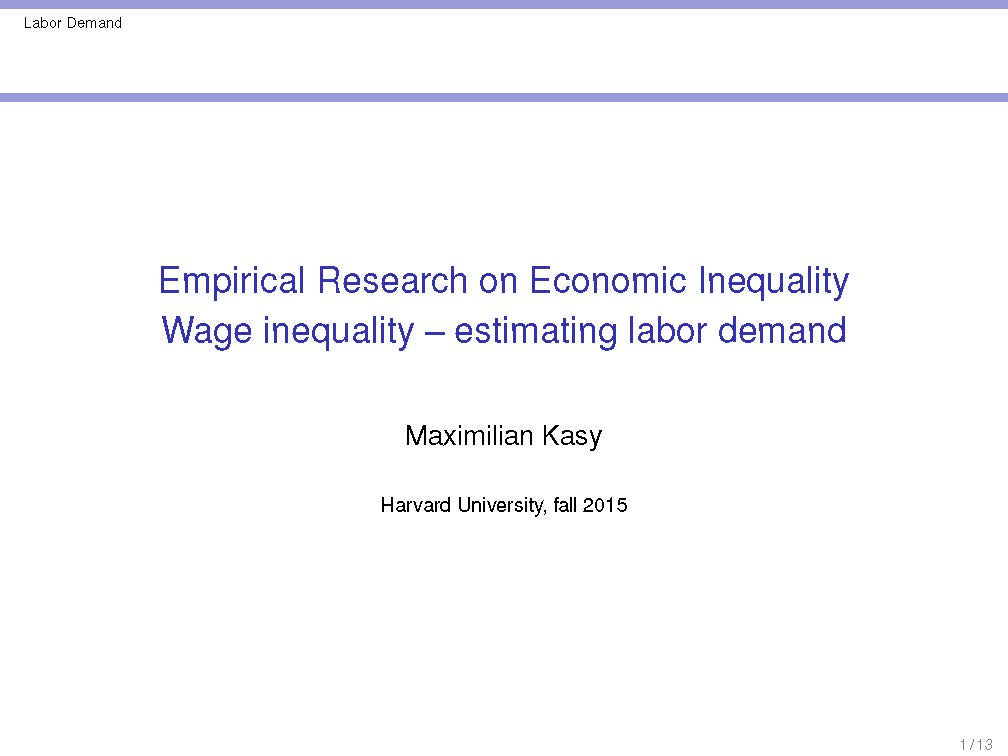 Labor Demand
Empirical Research on Economic Inequality
Wage inequality – estimating labor demand
Maximilian Kasy
Harvard University, fall 2015
1 / 13